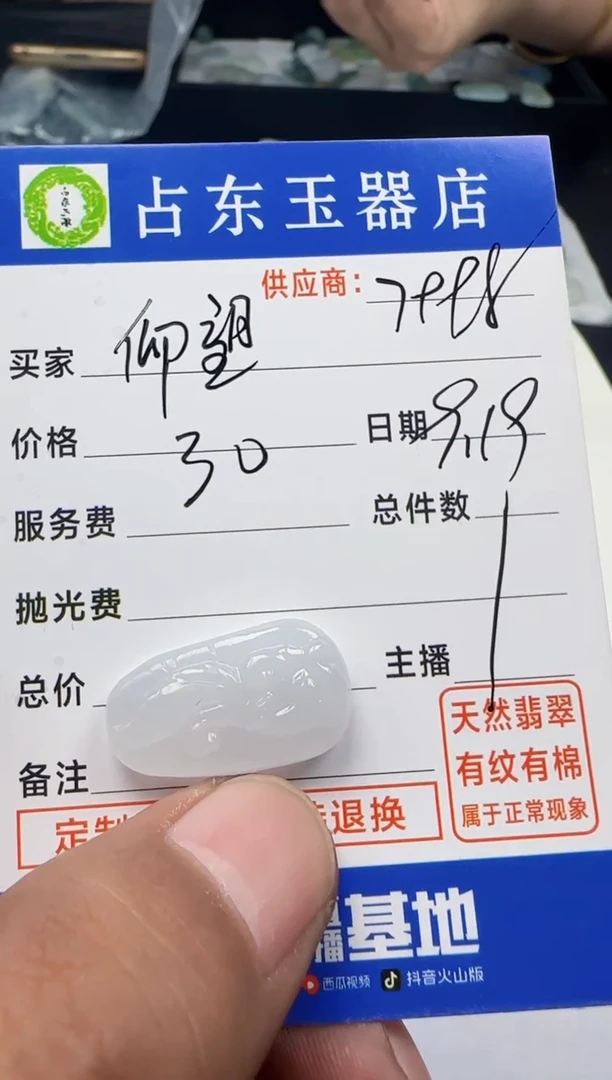 占东玉器店
供应商：
买家 仰望
价格 30
日期 9.19
服务费
总件数 1
抛光费
总价
主播
备注
天然翡翠
有纹有棉
属于正常现象
定制 退换
播基地
西瓜视频 抖音火山版